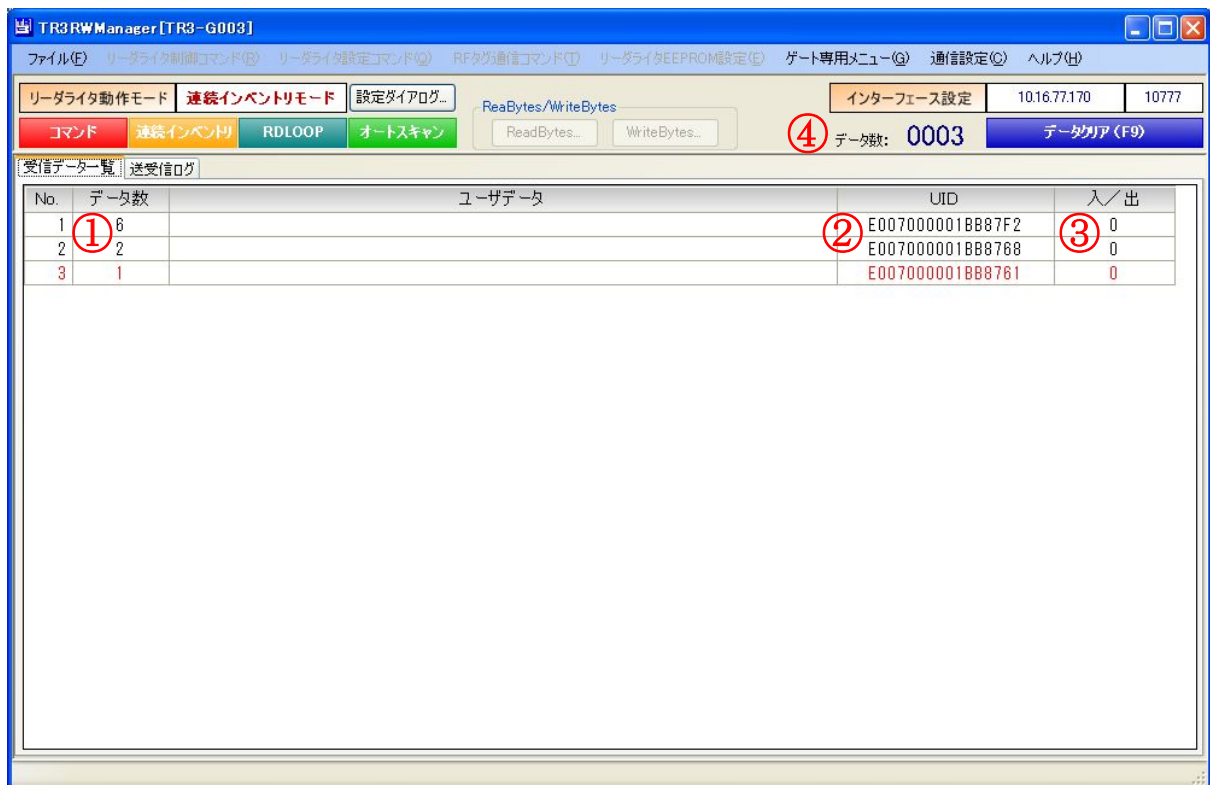 TR3RWManager[TR3-G003]
ファイル(F) リーダライタ制御コマンド(R) リーダライタ設定コマンド(Q) RFタグ通信コマンド(T) リーダライタEEPROM設定(E) ゲート専用メニュー(G) 通信設定(C) ヘルプ(H)
リーダライタ動作モード 連続インベントリモード 設定ダイアログ... ReaBytes/WriteBytes インターフェース設定 10.16.77.170 10777
コマンド 連続インベントリ RDLOOP オートスキャン ReadBytes... WriteBytes... ④ データ数: 0003 データクリア(F9)
受信データ一覧 送受信ログ
No. データ数 ユーザデータ UID 入/出
1 ① 6 ② E007000001BB87F2 ③ 0
2 2 E007000001BB8768 0
3 1 E007000001BB8761 0